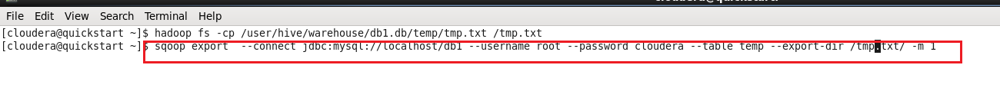 File Edit View Search Terminal Help
[cloudera@quickstart ~]$ hadoop fs -cp /user/hive/warehouse/db1.db/temp/tmp.txt /tmp.txt
[cloudera@quickstart ~]$ sqoop export  --connect jdbc:mysql://localhost/db1 --username root --password cloudera --table temp --export-dir /tmp.txt/ -m 1